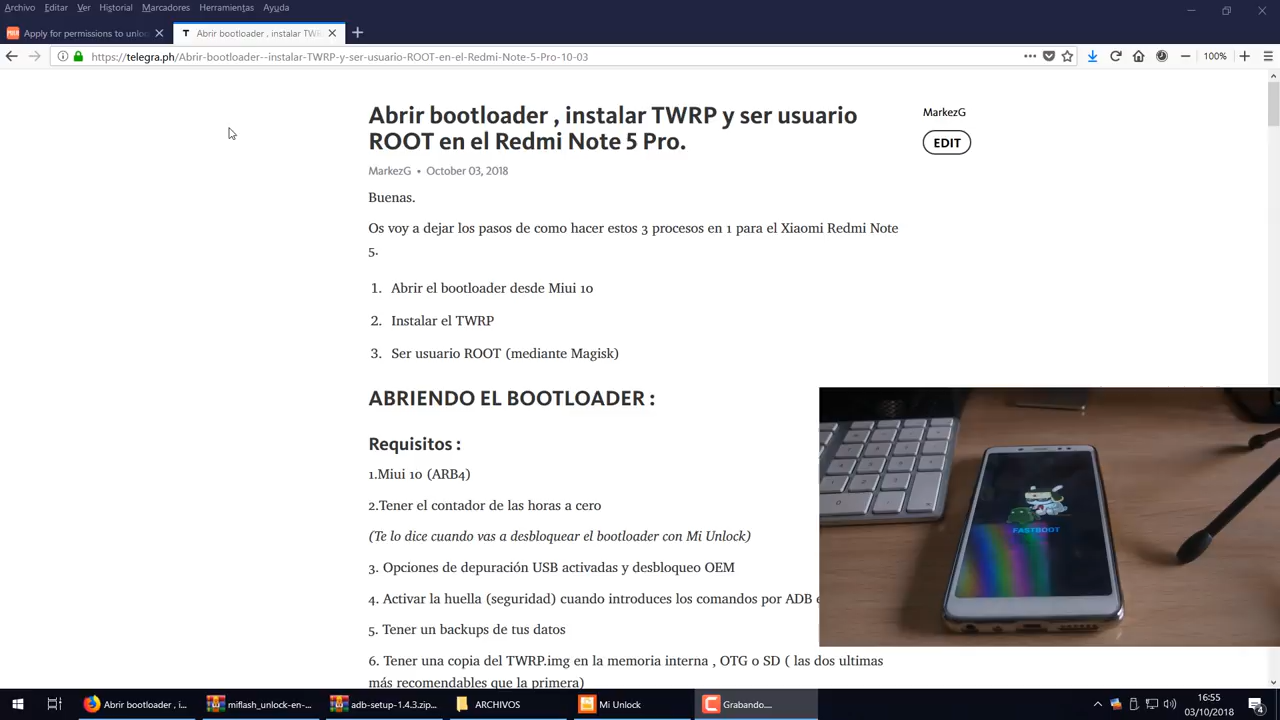 Archivo Editar Ver Historial Marcadores Herramientas Ayuda
Apply for permissions to unlo
Abrir bootloader , instalar TW
https://telegra.ph/Abrir-bootloader--instalar-TWRP-y-ser-usuario-ROOT-en-el-Redmi-Note-5-Pro-10-03
100%
Abrir bootloader , instalar TWRP y ser usuario
ROOT en el Redmi Note 5 Pro.
MarkezG
EDIT
MarkezG • October 03, 2018
Buenas.
Os voy a dejar los pasos de como hacer estos 3 procesos en 1 para el Xiaomi Redmi Note
5.
1. Abrir el bootloader desde Miui 10
2. Instalar el TWRP
3. Ser usuario ROOT (mediante Magisk)
ABRIENDO EL BOOTLOADER :
Requisitos :
1.Miui 10 (ARB4)
2.Tener el contador de las horas a cero
(Te lo dice cuando vas a desbloquear el bootloader con Mi Unlock)
3. Opciones de depuración USB activadas y desbloqueo OEM
4. Activar la huella (seguridad) cuando introduces los comandos por ADB
5. Tener un backups de tus datos
6. Tener una copia del TWRP.img en la memoria interna , OTG o SD ( las dos ultimas
más recomendables que la primera)
FASTBOOT
Abrir bootloader , i...
miflash_unlock-en-...
adb-setup-1.4.3.zip...
ARCHIVOS
Mi Unlock
Grabando....
16:55
03/10/2018
4